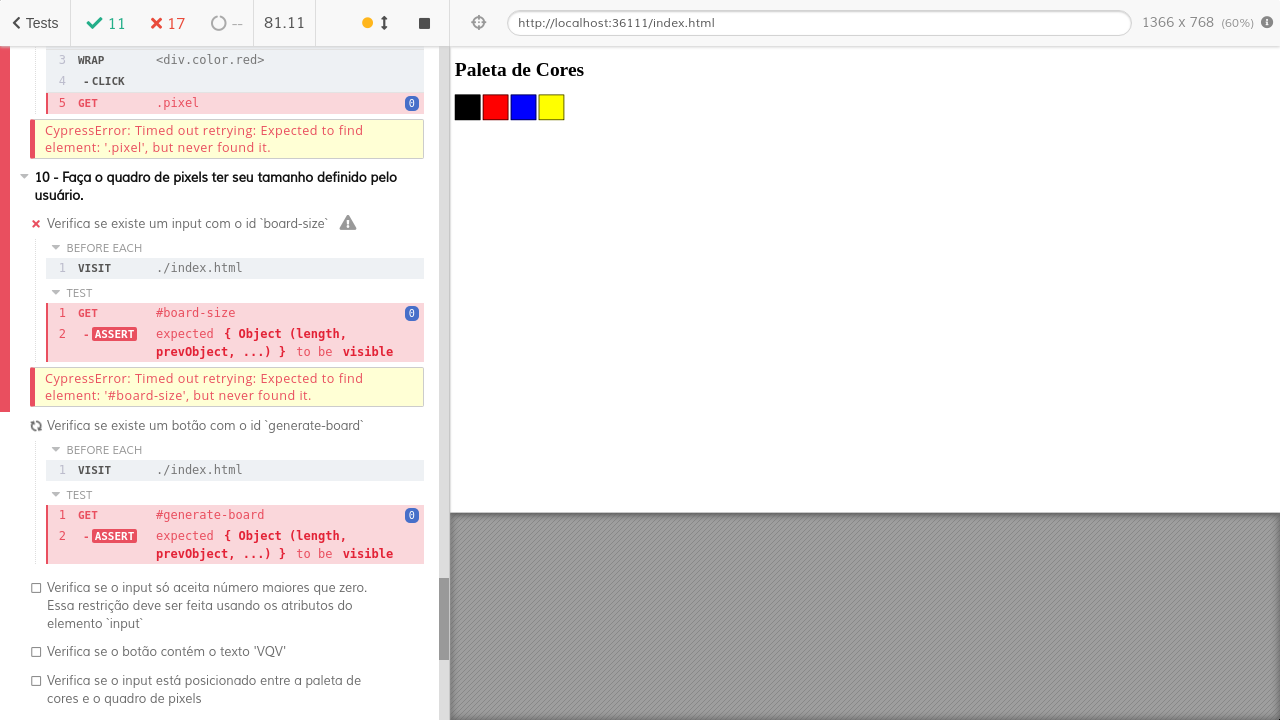 Tests 11 17 -- 81.11 http://localhost:36111/index.html 1366 x 768 (60%)
3 WRAP <div.color.red>
4 - CLICK
5 GET .pixel 0
CypressError: Timed out retrying: Expected to find
element: '.pixel', but never found it.
10 - Faça o quadro de pixels ter seu tamanho definido pelo
usuário.
Verifica se existe um input com o id `board-size`
BEFORE EACH
1 VISIT ./index.html
TEST
1 GET #board-size 0
2 - ASSERT expected { Object (length,
prevObject, ...) } to be visible
CypressError: Timed out retrying: Expected to find
element: '#board-size', but never found it.
Verifica se existe um botão com o id `generate-board`
BEFORE EACH
1 VISIT ./index.html
TEST
1 GET #generate-board 0
2 - ASSERT expected { Object (length,
prevObject, ...) } to be visible
Verifica se o input só aceita número maiores que zero.
Essa restrição deve ser feita usando os atributos do
elemento `input`
Verifica se o botão contém o texto 'VQV'
Verifica se o input está posicionado entre a paleta de
cores e o quadro de pixels
Paleta de Cores